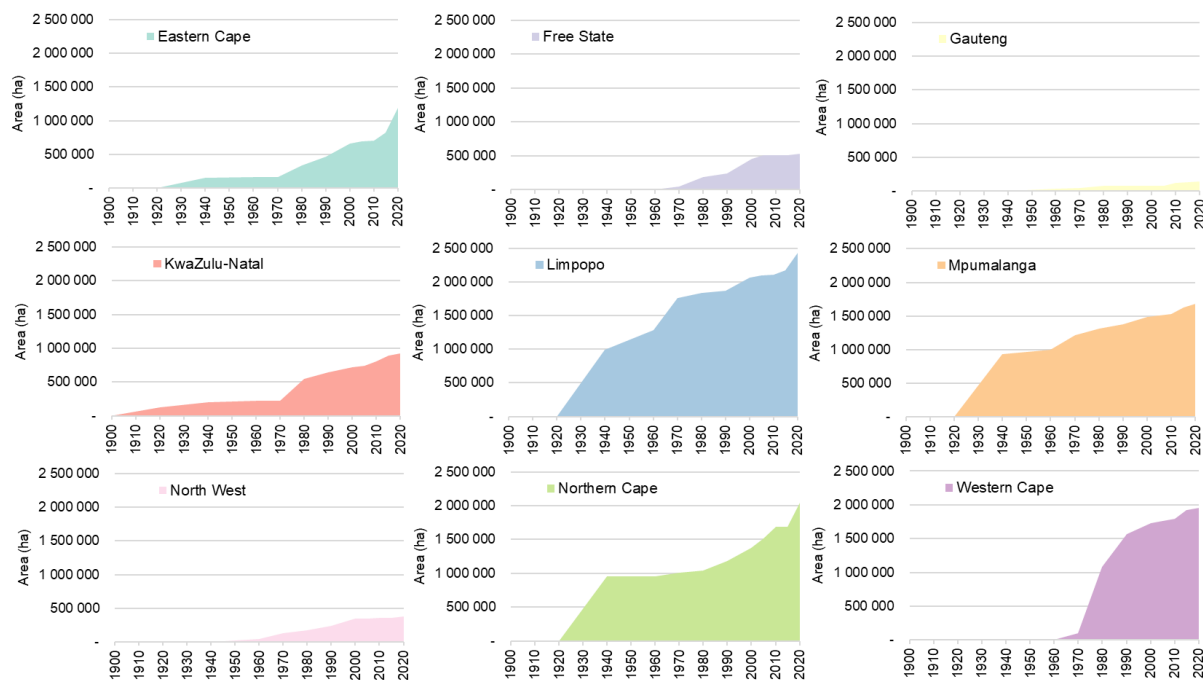 2 500 000
Eastern Cape
2 000 000
1 500 000
1 000 000
500 000
-
Area (ha)
1900 1910 1920 1930 1940 1950 1960 1970 1980 1990 2000 2010 2020
2 500 000
Free State
2 000 000
1 500 000
1 000 000
500 000
-
Area (ha)
1900 1910 1920 1930 1940 1950 1960 1970 1980 1990 2000 2010 2020
2 500 000
Gauteng
2 000 000
1 500 000
1 000 000
500 000
-
Area (ha)
1900 1910 1920 1930 1940 1950 1960 1970 1980 1990 2000 2010 2020
2 500 000
KwaZulu-Natal
2 000 000
1 500 000
1 000 000
500 000
-
Area (ha)
1900 1910 1920 1930 1940 1950 1960 1970 1980 1990 2000 2010 2020
2 500 000
Limpopo
2 000 000
1 500 000
1 000 000
500 000
-
Area (ha)
1900 1910 1920 1930 1940 1950 1960 1970 1980 1990 2000 2010 2020
2 500 000
Mpumalanga
2 000 000
1 500 000
1 000 000
500 000
-
Area (ha)
1900 1910 1920 1930 1940 1950 1960 1970 1980 1990 2000 2010 2020
2 500 000
North West
2 000 000
1 500 000
1 000 000
500 000
-
Area (ha)
1900 1910 1920 1930 1940 1950 1960 1970 1980 1990 2000 2010 2020
2 500 000
Northern Cape
2 000 000
1 500 000
1 000 000
500 000
-
Area (ha)
1900 1910 1920 1930 1940 1950 1960 1970 1980 1990 2000 2010 2020
2 500 000
Western Cape
2 000 000
1 500 000
1 000 000
500 000
-
Area (ha)
1900 1910 1920 1930 1940 1950 1960 1970 1980 1990 2000 2010 2020